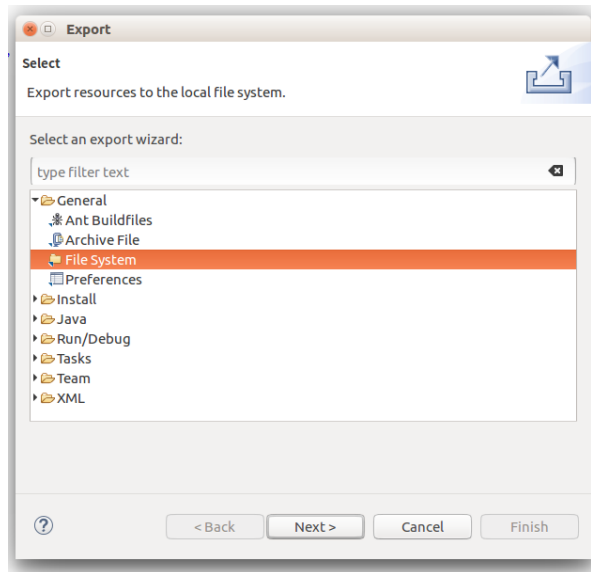 Export
Select
Export resources to the local file system.
Select an export wizard:
type filter text
General
Ant Buildfiles
Archive File
File System
Preferences
Install
Java
Run/Debug
Tasks
Team
XML
? < Back Next > Cancel Finish